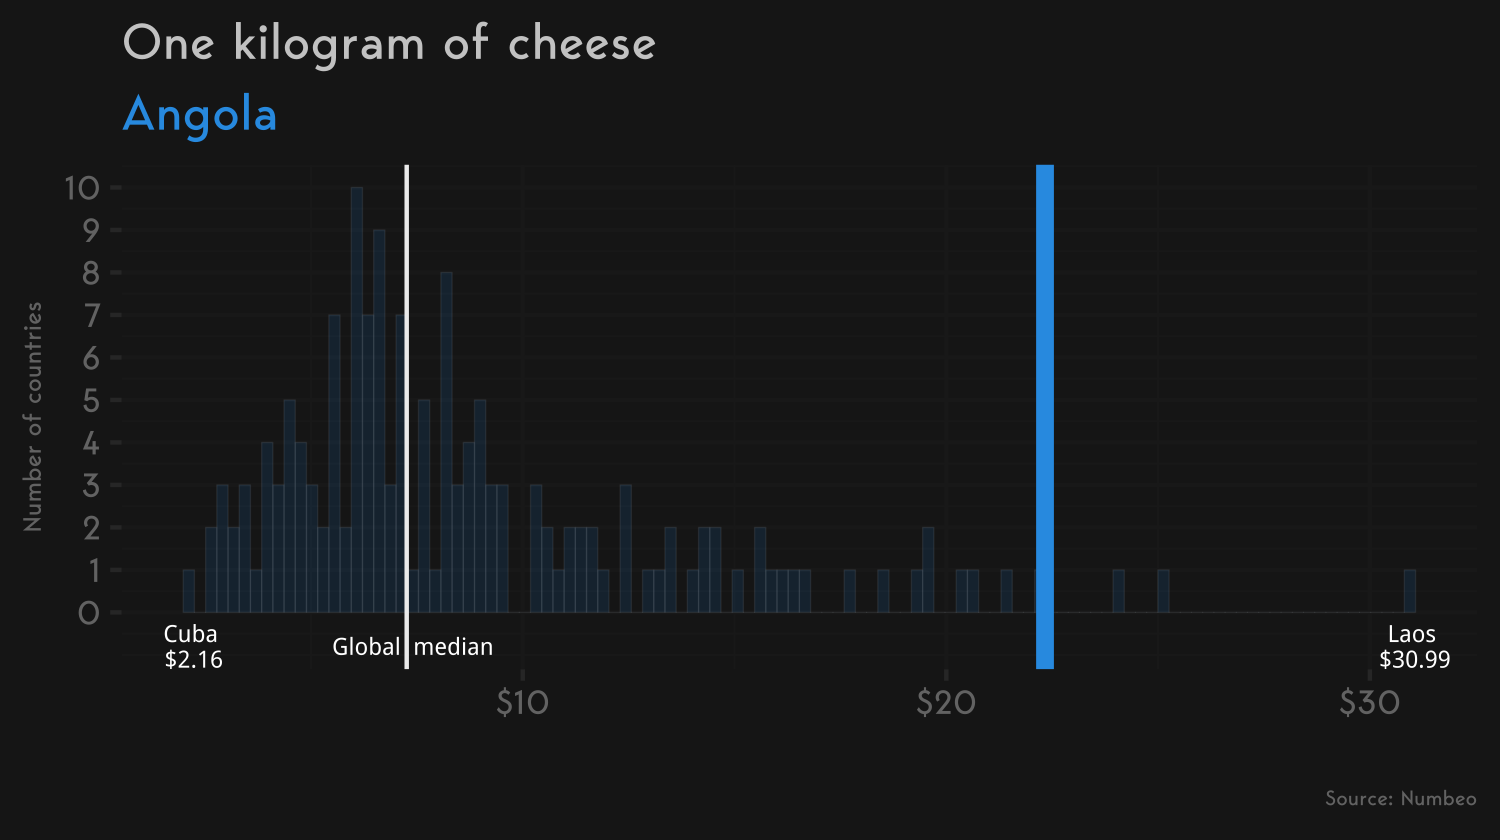 One kilogram of cheese
Angola
Number of countries
10
9
8
7
6
5
4
3
2
1
0
Cuba
$2.16
Global median
Laos
$30.99
$10 $20 $30
Source: Numbeo